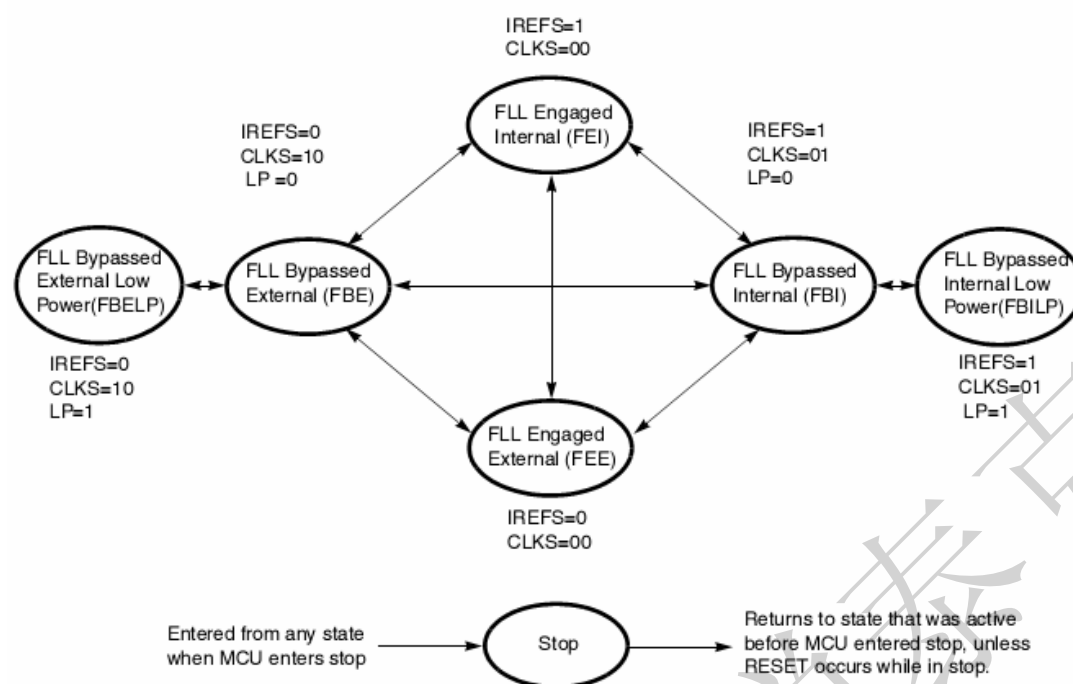 IREFS=1
CLKS=00
FLL Engaged
Internal (FEI)
IREFS=0
CLKS=10
LP =0
IREFS=1
CLKS=01
LP=0
FLL Bypassed
External Low
Power(FBELP)
FLL Bypassed
External (FBE)
FLL Bypassed
Internal (FBI)
FLL Bypassed
Internal Low
Power(FBILP)
IREFS=0
CLKS=10
LP=1
IREFS=1
CLKS=01
LP=1
FLL Engaged
External (FEE)
IREFS=0
CLKS=00
Entered from any state
when MCU enters stop
Stop
Returns to state that was active
before MCU entered stop, unless
RESET occurs while in stop.